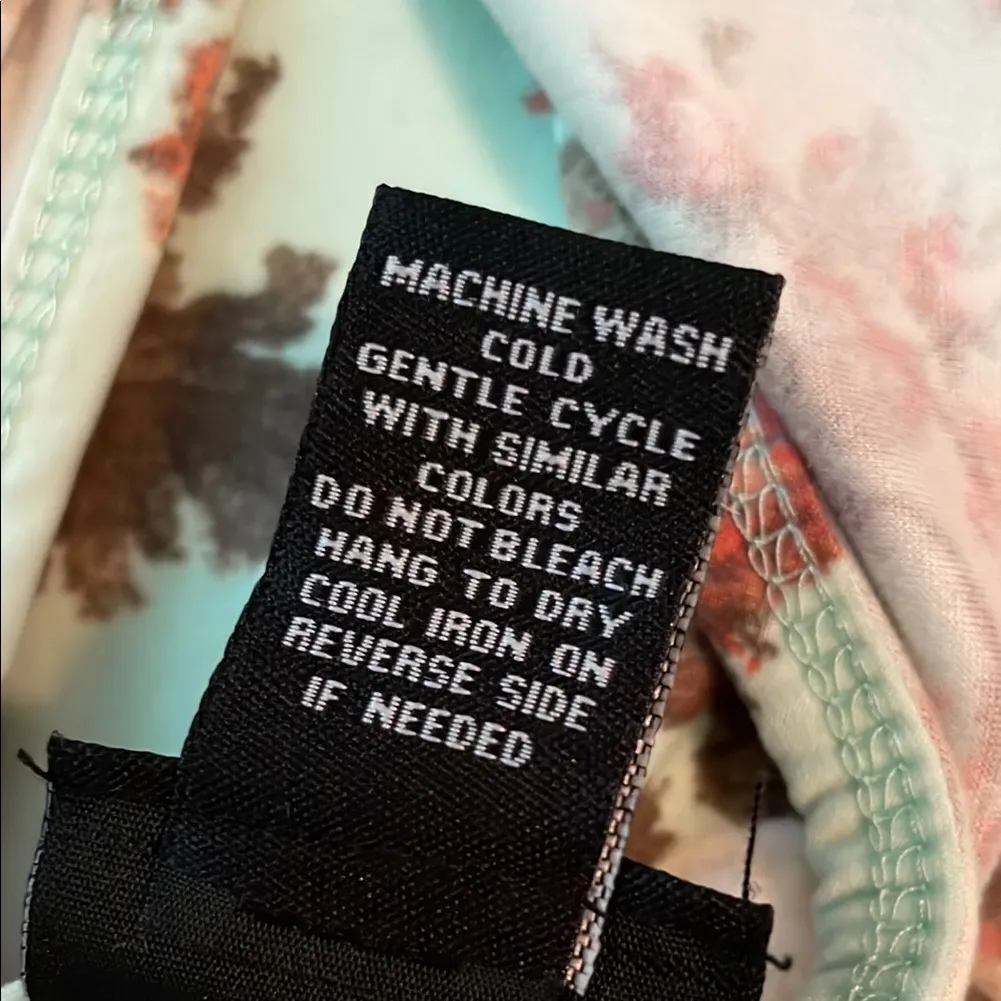 MACHINE WASH
COLD
GENTLE CYCLE
WITH SIMILAR
COLORS
DO NOT BLEACH
HANG TO DRY
COOL IRON ON
REVERSE SIDE
IF NEEDED